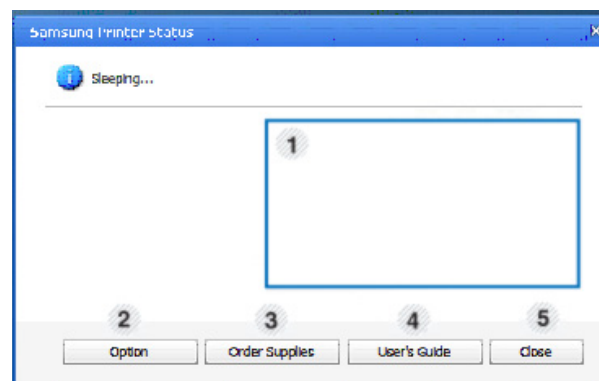 Samsung Printer Status
Sleeping...
1
2 3 4 5
Option Order Supplies User's Guide Close